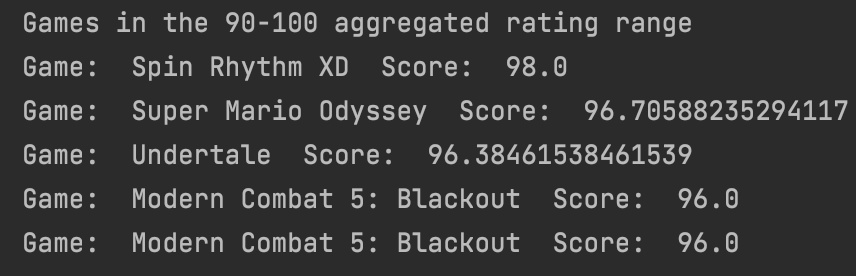 Games in the 90-100 aggregated rating range
Game:  Spin Rhythm XD  Score:  98.0
Game:  Super Mario Odyssey  Score:  96.70588235294117
Game:  Undertale  Score:  96.38461538461539
Game:  Modern Combat 5: Blackout  Score:  96.0
Game:  Modern Combat 5: Blackout  Score:  96.0